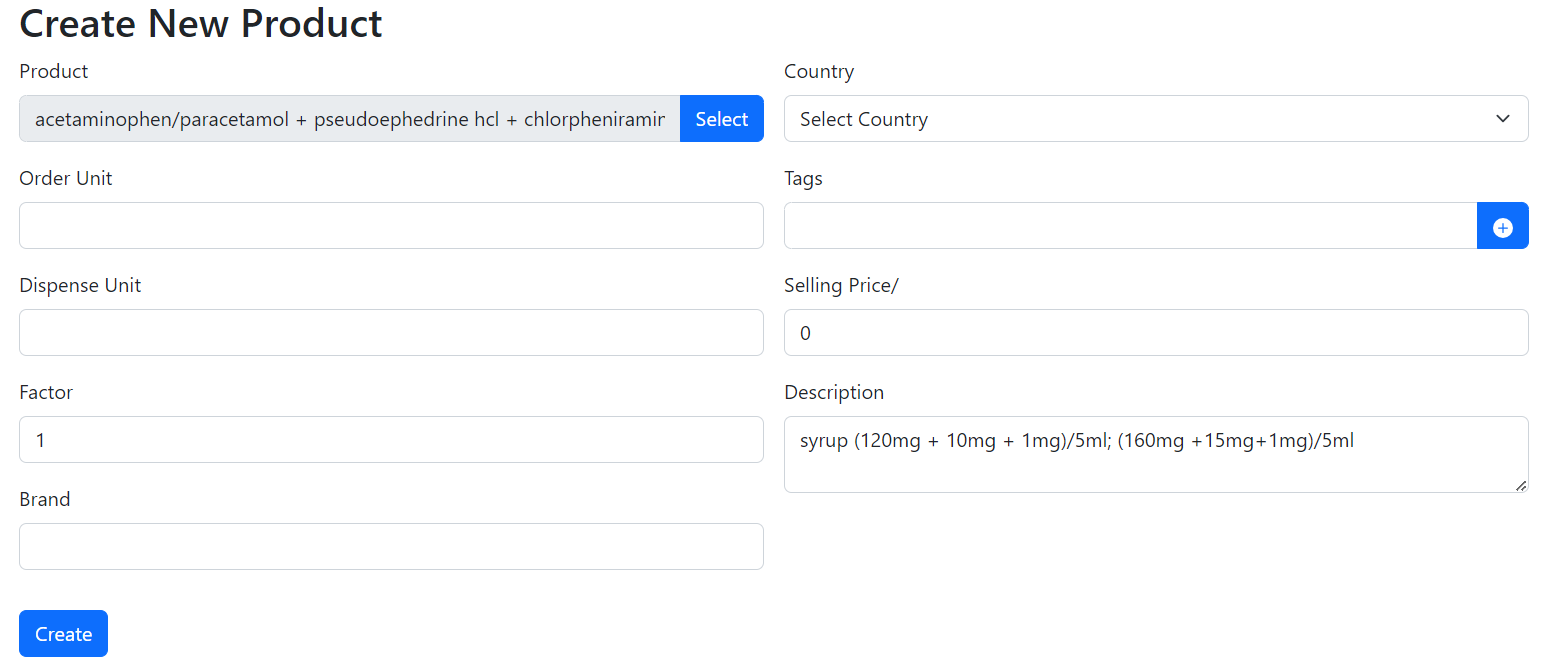 Create New Product
Product
acetaminophen/paracetamol + pseudoephedrine hcl + chlorpheniramin
Select
Country
Select Country
Order Unit
Tags
Dispense Unit
Selling Price/
0
Factor
1
Description
syrup (120mg + 10mg + 1mg)/5ml; (160mg +15mg+1mg)/5ml
Brand
Create